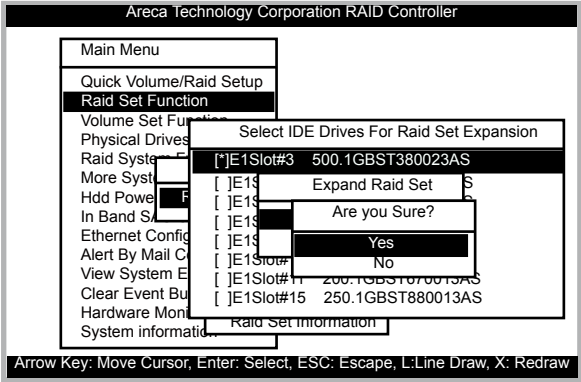 Areca Technology Corporation RAID Controller
Main Menu
Quick Volume/Raid Setup
Raid Set Function
Volume Set Function
Physical Drives
Raid System
More Syst
Hdd Powe
In Band SA
Ethernet Config
Alert By Mail Co
View System E
Clear Event Bu
Hardware Moni
System information
Select IDE Drives For Raid Set Expansion
[*]E1Slot#3 500.1GBST380023AS
[ ]E1S
[ ]E1S
[ ]E1S
[ ]E1S
[ ]E1Slot#
[ ]E1Slot#11 200.1GBST670013AS
[ ]E1Slot#15 250.1GBST880013AS
Expand Raid Set
Are you Sure?
Yes
No
Raid Set Information
Arrow Key: Move Cursor, Enter: Select, ESC: Escape, L:Line Draw, X: Redraw